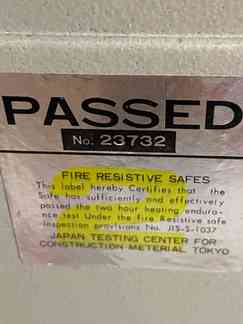 PASSED
No. 23732
FIRE RESISTIVE SAFES
This label hereby Certifies that the
Safe has sufficiently and effectively
passed the two hour heating endura-
nce test Under the fire Resistive safe
inspection provisions No. JIS-S-1037
JAPAN TESTING CENTER FOR
CONSTRUCTION METERIAL TOKYO